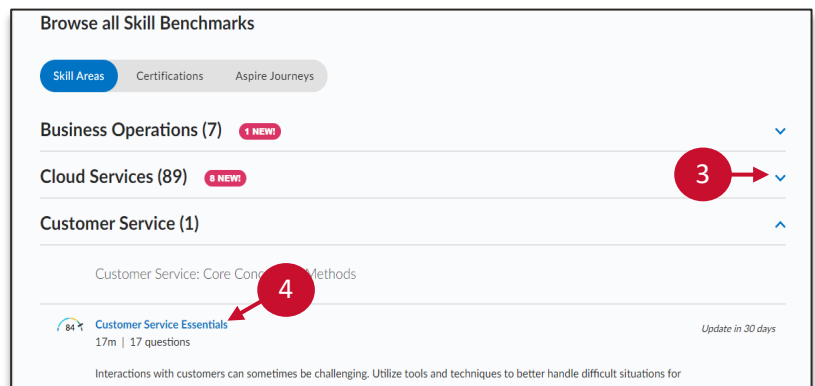 Browse all Skill Benchmarks
Skill Areas Certifications Aspire Journeys
Business Operations (7) 1 NEW!
Cloud Services (89) 8 NEW!
3
Customer Service (1)
Customer Service: Core Methods
4
84 Customer Service Essentials Update in 30 days
17m | 17 questions
Interactions with customers can sometimes be challenging. Utilize tools and techniques to better handle difficult situations for